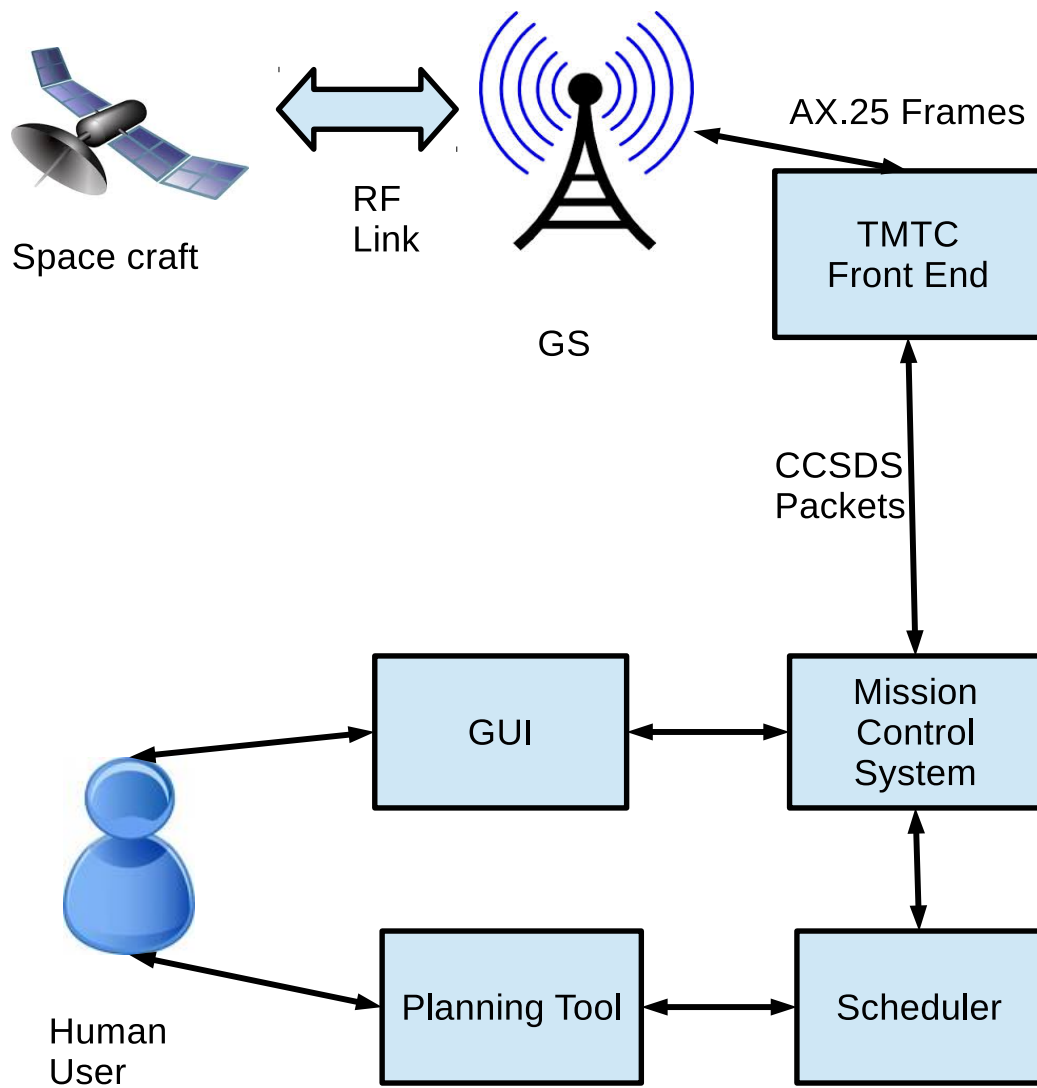 AX.25 Frames
RF
Link
Space craft
TMTC
Front End
GS
CCSDS
Packets
GUI
Mission
Control
System
Planning Tool
Scheduler
Human
User